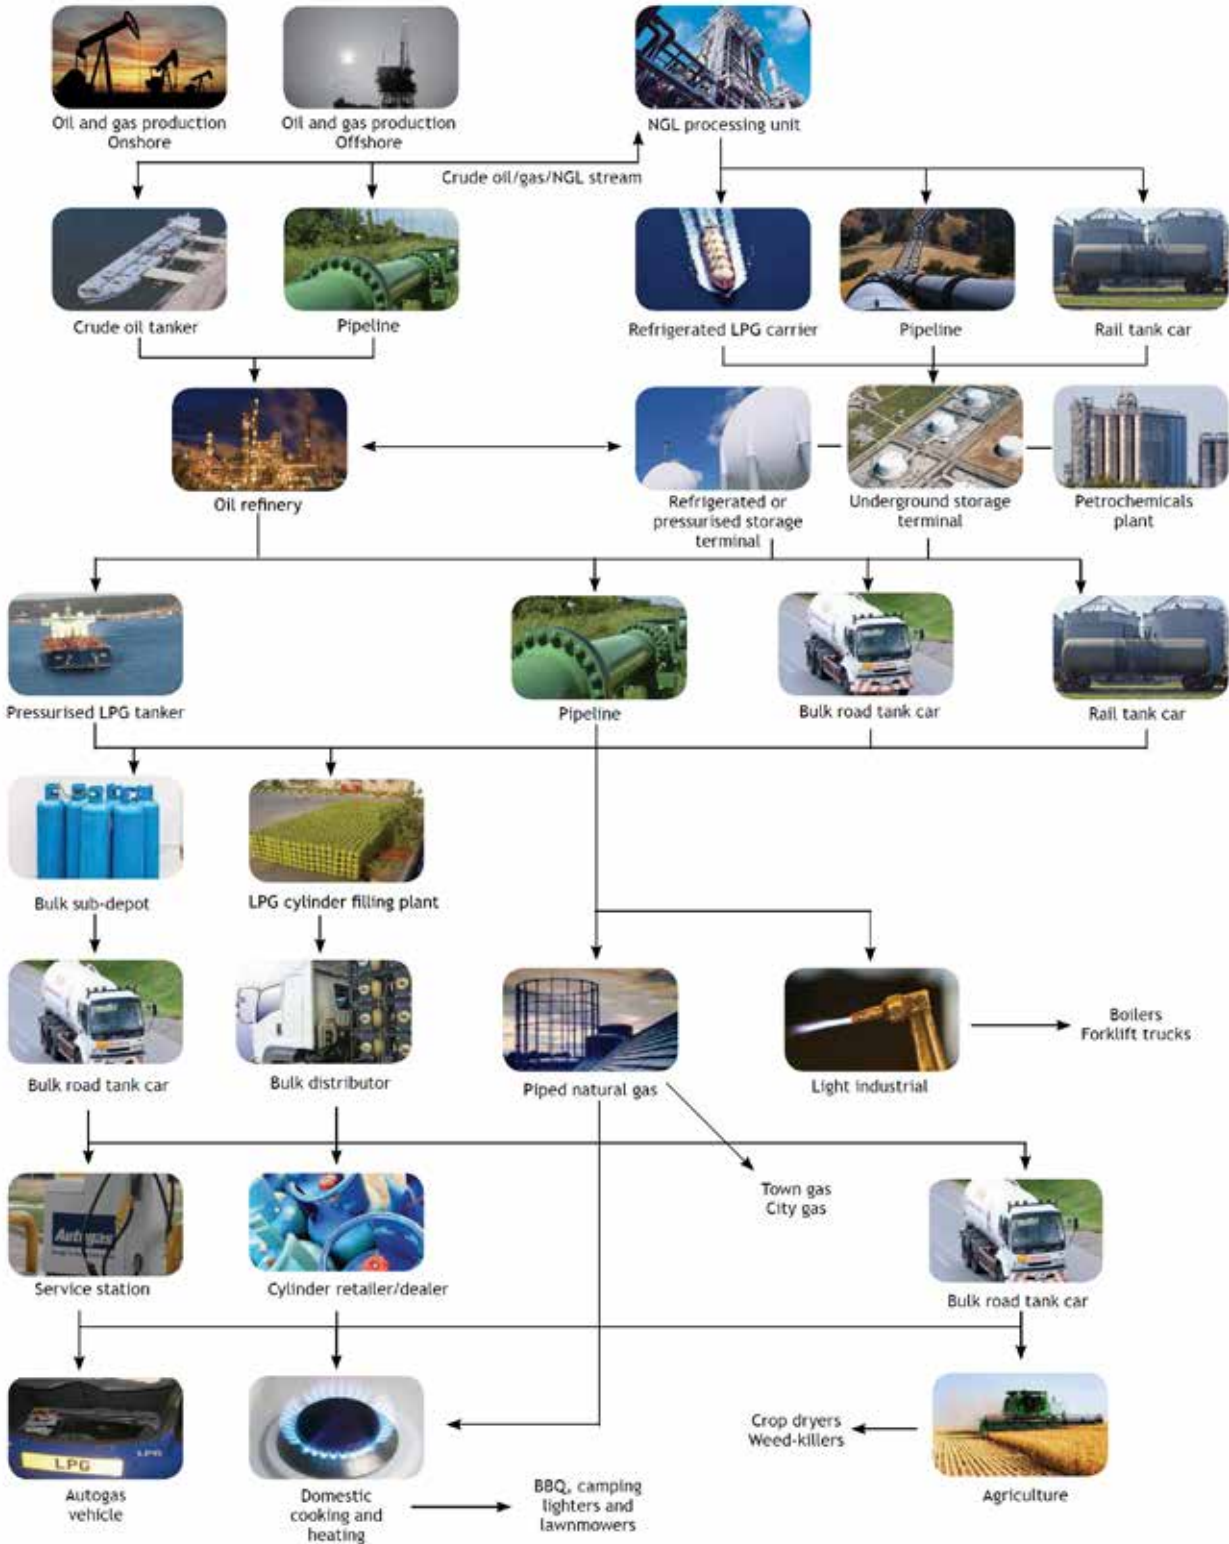 Oil and gas production
Onshore
Oil and gas production
Offshore
NGL processing unit
Crude oil/gas/NGL stream
Crude oil tanker
Pipeline
Refrigerated LPG carrier
Pipeline
Rail tank car
Oil refinery
Refrigerated or
pressurised storage
terminal
Underground storage
terminal
Petrochemicals
plant
Pressurised LPG tanker
Pipeline
Bulk road tank car
Rail tank car
Bulk sub-depot
LPG cylinder filling plant
Bulk road tank car
Bulk distributor
Piped natural gas
Light industrial
Boilers
Forklift trucks
Town gas
City gas
Autogas
Service station
Cylinder retailer/dealer
Bulk road tank car
LPG
LPG
Autogas
vehicle
Domestic
cooking and
heating
BBQ, camping
lighters and
lawnmowers
Crop dryers
Weed-killers
Agriculture